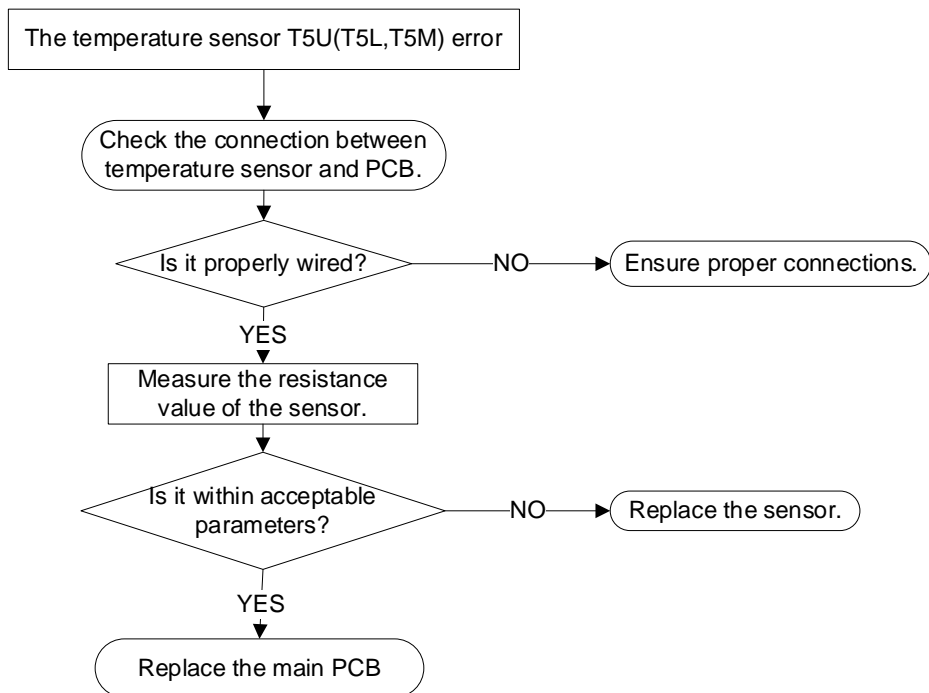 The temperature sensor T5U(T5L,T5M) error
Check the connection between
temperature sensor and PCB.
Is it properly wired?
NO
Ensure proper connections.
YES
Measure the resistance
value of the sensor.
Is it within acceptable
parameters?
NO
Replace the sensor.
YES
Replace the main PCB